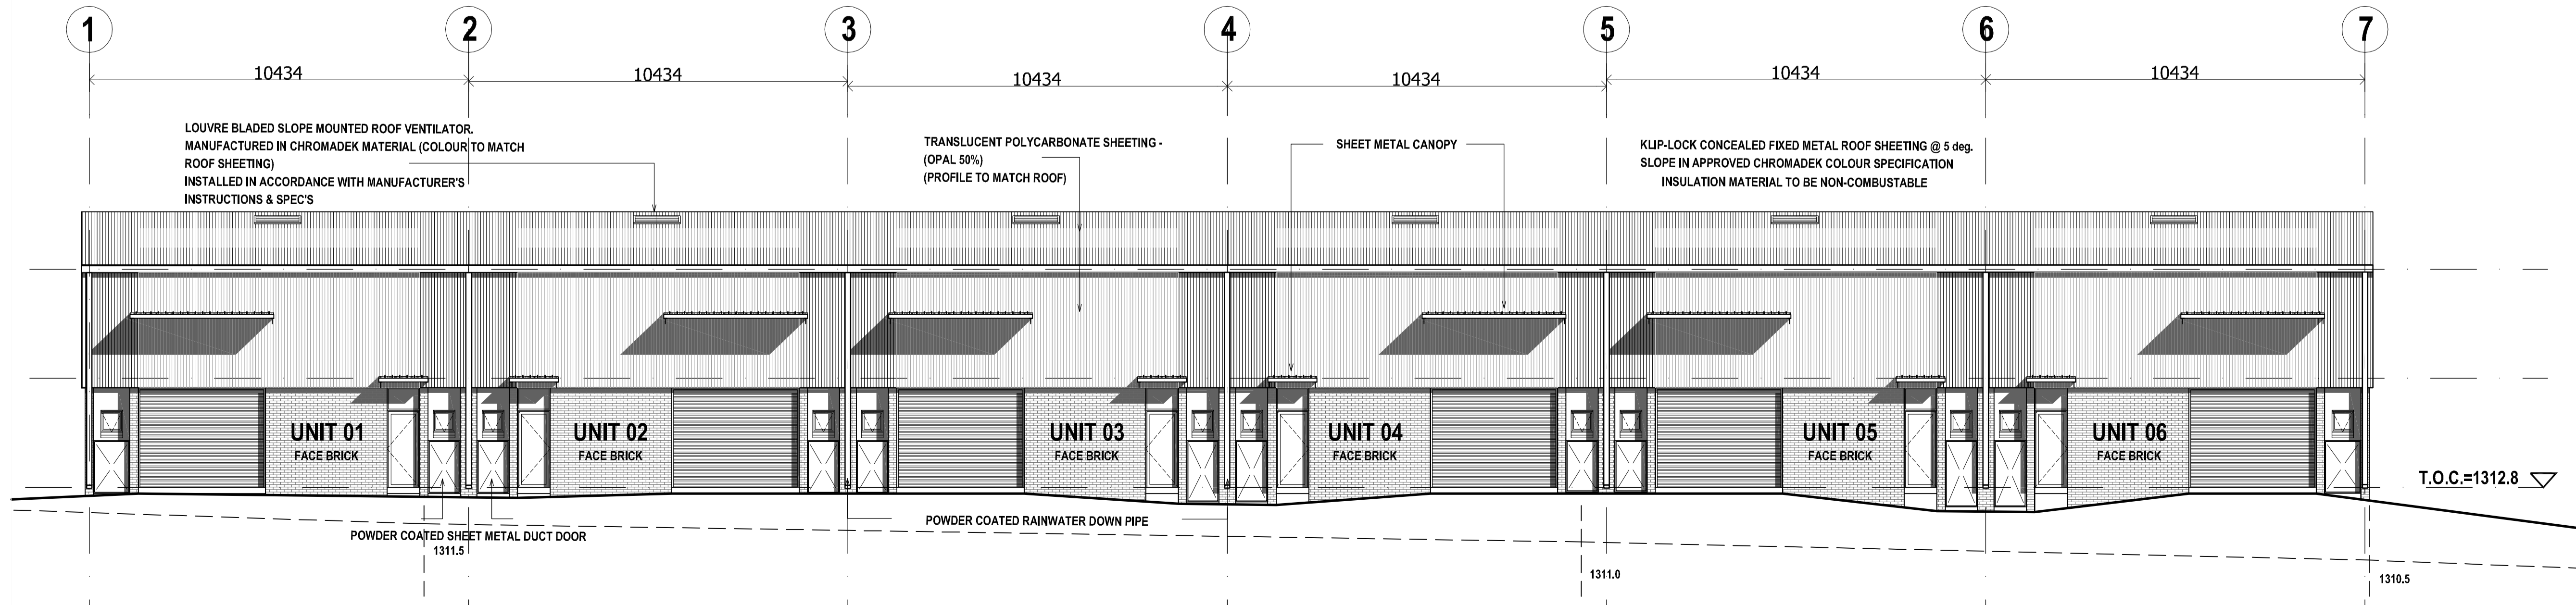 1 2 3 4 5 6 7
10434 10434 10434 10434 10434 10434
LOUVRE BLADED SLOPE MOUNTED ROOF VENTILATOR.
MANUFACTURED IN CHROMADEK MATERIAL (COLOUR TO MATCH
ROOF SHEETING)
INSTALLED IN ACCORDANCE WITH MANUFACTURER'S
INSTRUCTIONS & SPEC'S
TRANSLUCENT POLYCARBONATE SHEETING -
(OPAL 50%)
(PROFILE TO MATCH ROOF)
SHEET METAL CANOPY
KLIP-LOCK CONCEALED FIXED METAL ROOF SHEETING @ 5 deg.
SLOPE IN APPROVED CHROMADEK COLOUR SPECIFICATION
INSULATION MATERIAL TO BE NON-COMBUSTABLE
UNIT 01
FACE BRICK
UNIT 02
FACE BRICK
UNIT 03
FACE BRICK
UNIT 04
FACE BRICK
UNIT 05
FACE BRICK
UNIT 06
FACE BRICK
T.O.C.=1312.8
POWDER COATED RAINWATER DOWN PIPE
POWDER COATED SHEET METAL DUCT DOOR
1311.5
1311.0
1310.5